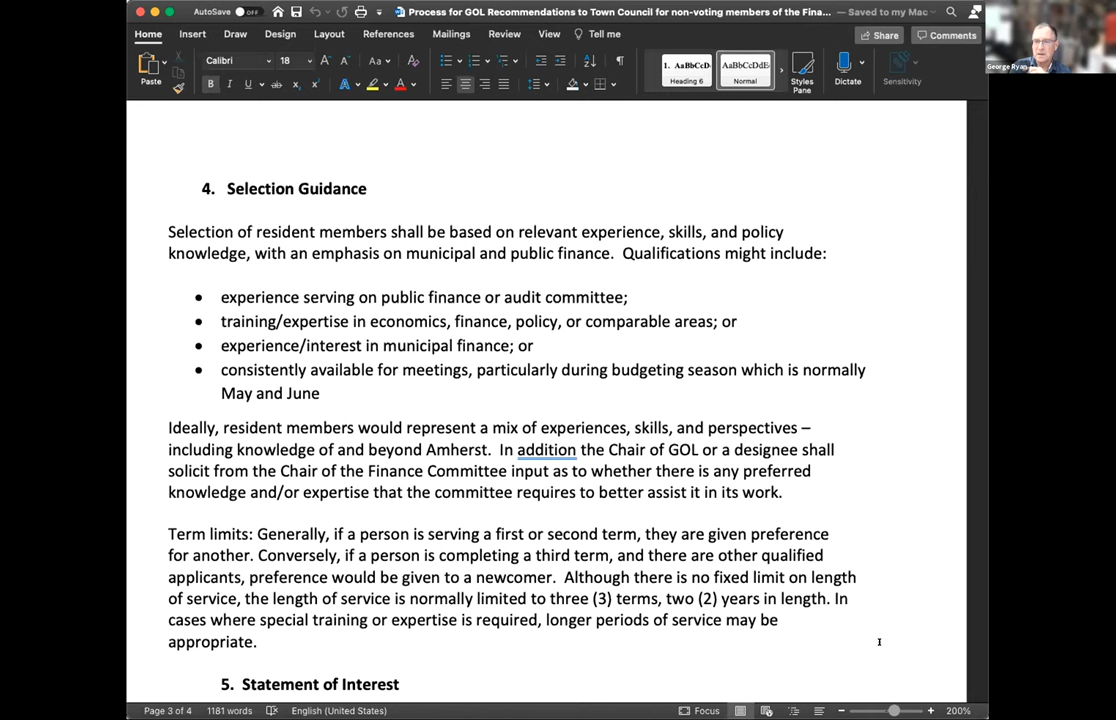 AutoSave OFF
Process for GOL Recommendations to Town Council for non-voting members of the Fina... — Saved to my Mac
Home Insert Draw Design Layout References Mailings Review View Tell me
Share Comments
George Ryan
Paste
Calibri 18
1. AaBbCcD
AaBbCcDdE
Heading 6
Normal
Styles Pane
Dictate
Sensitivity
4. Selection Guidance
Selection of resident members shall be based on relevant experience, skills, and policy
knowledge, with an emphasis on municipal and public finance. Qualifications might include:
• experience serving on public finance or audit committee;
• training/expertise in economics, finance, policy, or comparable areas; or
• experience/interest in municipal finance; or
• consistently available for meetings, particularly during budgeting season which is normally
May and June
Ideally, resident members would represent a mix of experiences, skills, and perspectives –
including knowledge of and beyond Amherst. In addition the Chair of GOL or a designee shall
solicit from the Chair of the Finance Committee input as to whether there is any preferred
knowledge and/or expertise that the committee requires to better assist it in its work.
Term limits: Generally, if a person is serving a first or second term, they are given preference
for another. Conversely, if a person is completing a third term, and there are other qualified
applicants, preference would be given to a newcomer. Although there is no fixed limit on length
of service, the length of service is normally limited to three (3) terms, two (2) years in length. In
cases where special training or expertise is required, longer periods of service may be
appropriate.
5. Statement of Interest
Page 3 of 4 1181 words English (United States) Focus 200%